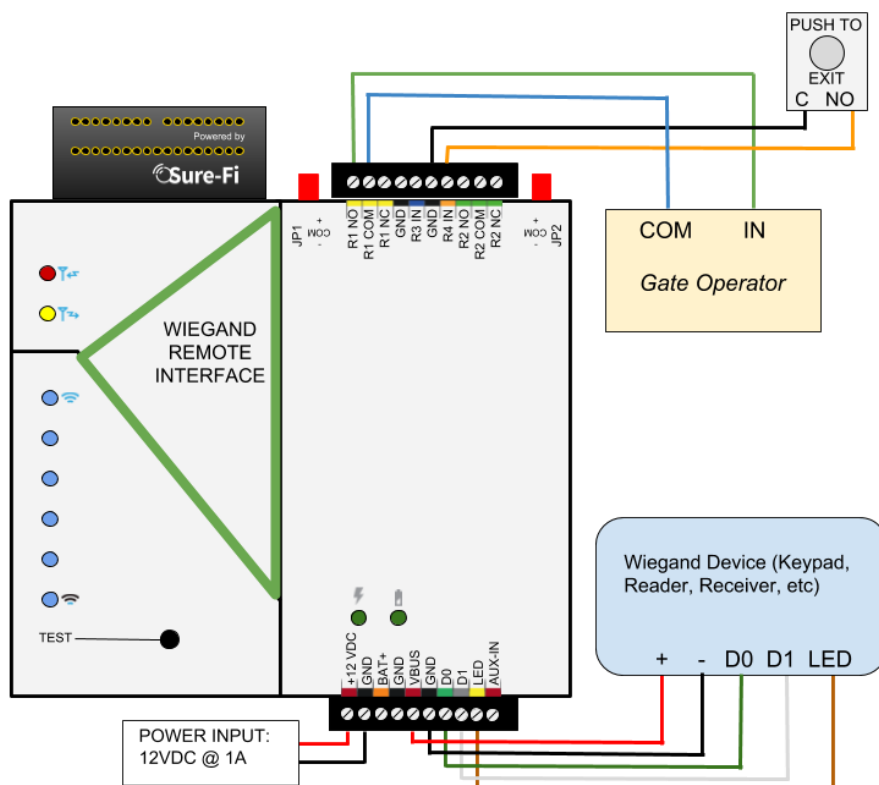 PUSH TO
EXIT
C NO
Powered by
Sure-Fi
JP1
+
COM
-
R1 NO
R1 COM
R1 NC
GND
R3 IN
GND
R4 IN
R2 NO
R2 COM
R2 NC
+
COM
-
JP2
COM IN
Gate Operator
WIEGAND
REMOTE
INTERFACE
TEST
+12 VDC
GND
BAT+
GND
VBUS
GND
D0
D1
LED
AUX-IN
Wiegand Device (Keypad,
Reader, Receiver, etc)
+ - D0 D1 LED
POWER INPUT:
12VDC @ 1A